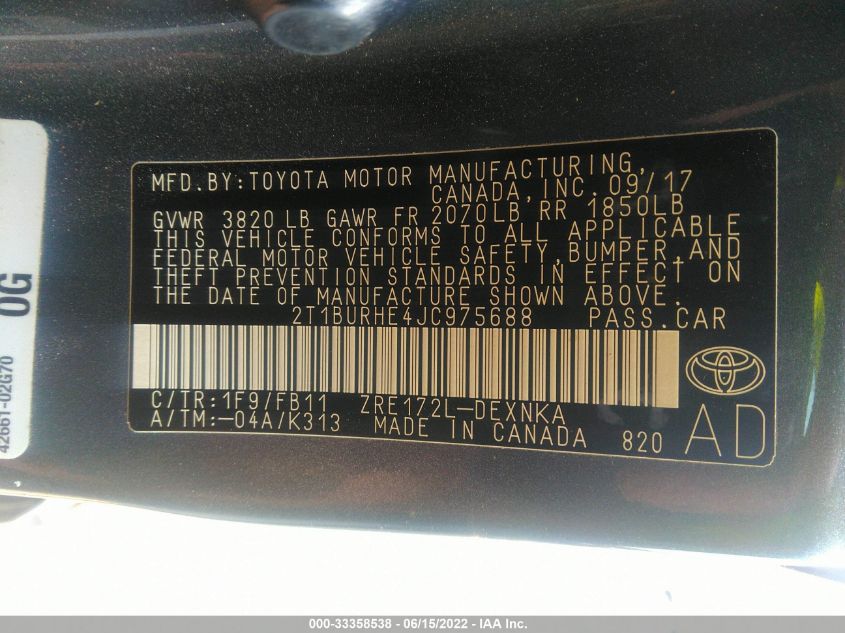 MFD.BY:TOYOTA MOTOR MANUFACTURING,
CANADA,INC.09/17
GVWR 3820 LB GAWR FR 2070LB RR 1850LB
THIS VEHICLE CONFORMS TO ALL APPLICABLE
FEDERAL MOTOR VEHICLE SAFETY,BUMPER,AND
THEFT PREVENTION STANDARDS IN EFFECT ON
THE DATE OF MANUFACTURE SHOWN ABOVE.
2T1BURHE4JC975688 PASS.CAR
C/TR:1F9/FB11 ZRE172L-DEXNKA
A/TM:-04A/K313 MADE IN CANADA 820
AD
42661-02G70 0G
000-33358538 - 06/15/2022 - IAA Inc.